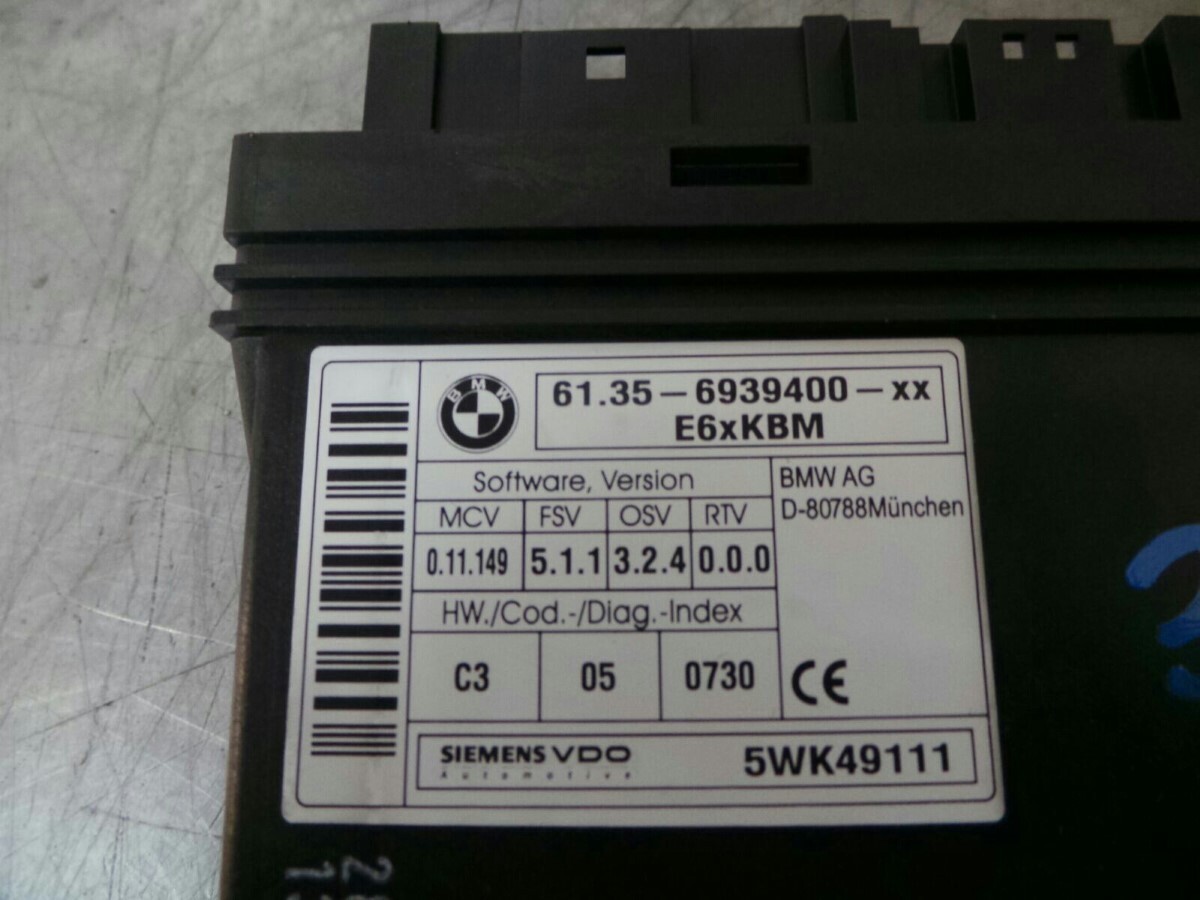 BMW
61.35-6939400-xx
E6xKBM
Software, Version
BMW AG
D-80788München
MCV FSV OSV RTV
0.11.149 5.1.1 3.2.4 0.0.0
HW./Cod.-/Diag.-Index
C3 05 0730
CE
SIEMENS VDO
Automotive
5WK49111